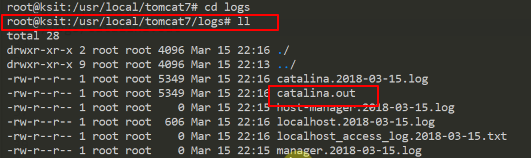 root@ksit:/usr/local/tomcat7# cd logs
root@ksit:/usr/local/tomcat7/logs# ll
total 28
drwxr-xr-x 2 root root 4096 Mar 15 22:16 ./
drwxr-xr-x 9 root root 4096 Mar 15 22:13 ../
-rw-r--r-- 1 root root 5349 Mar 15 22:16 catalina.2018-03-15.log
-rw-r--r-- 1 root root 5349 Mar 15 22:16 catalina.out
-rw-r--r-- 1 root root 0 Mar 15 22:15 host-manager.2018-03-15.log
-rw-r--r-- 1 root root 606 Mar 15 22:16 localhost.2018-03-15.log
-rw-r--r-- 1 root root 0 Mar 15 22:16 localhost_access_log.2018-03-15.txt
-rw-r--r-- 1 root root 0 Mar 15 22:15 manager.2018-03-15.log